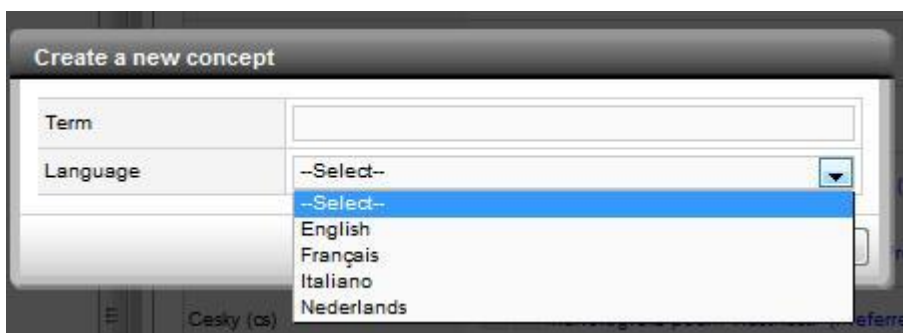 Create a new concept
Term
Language
--Select--
--Select--
English
Français
Italiano
Nederlands
Cesky (cs)